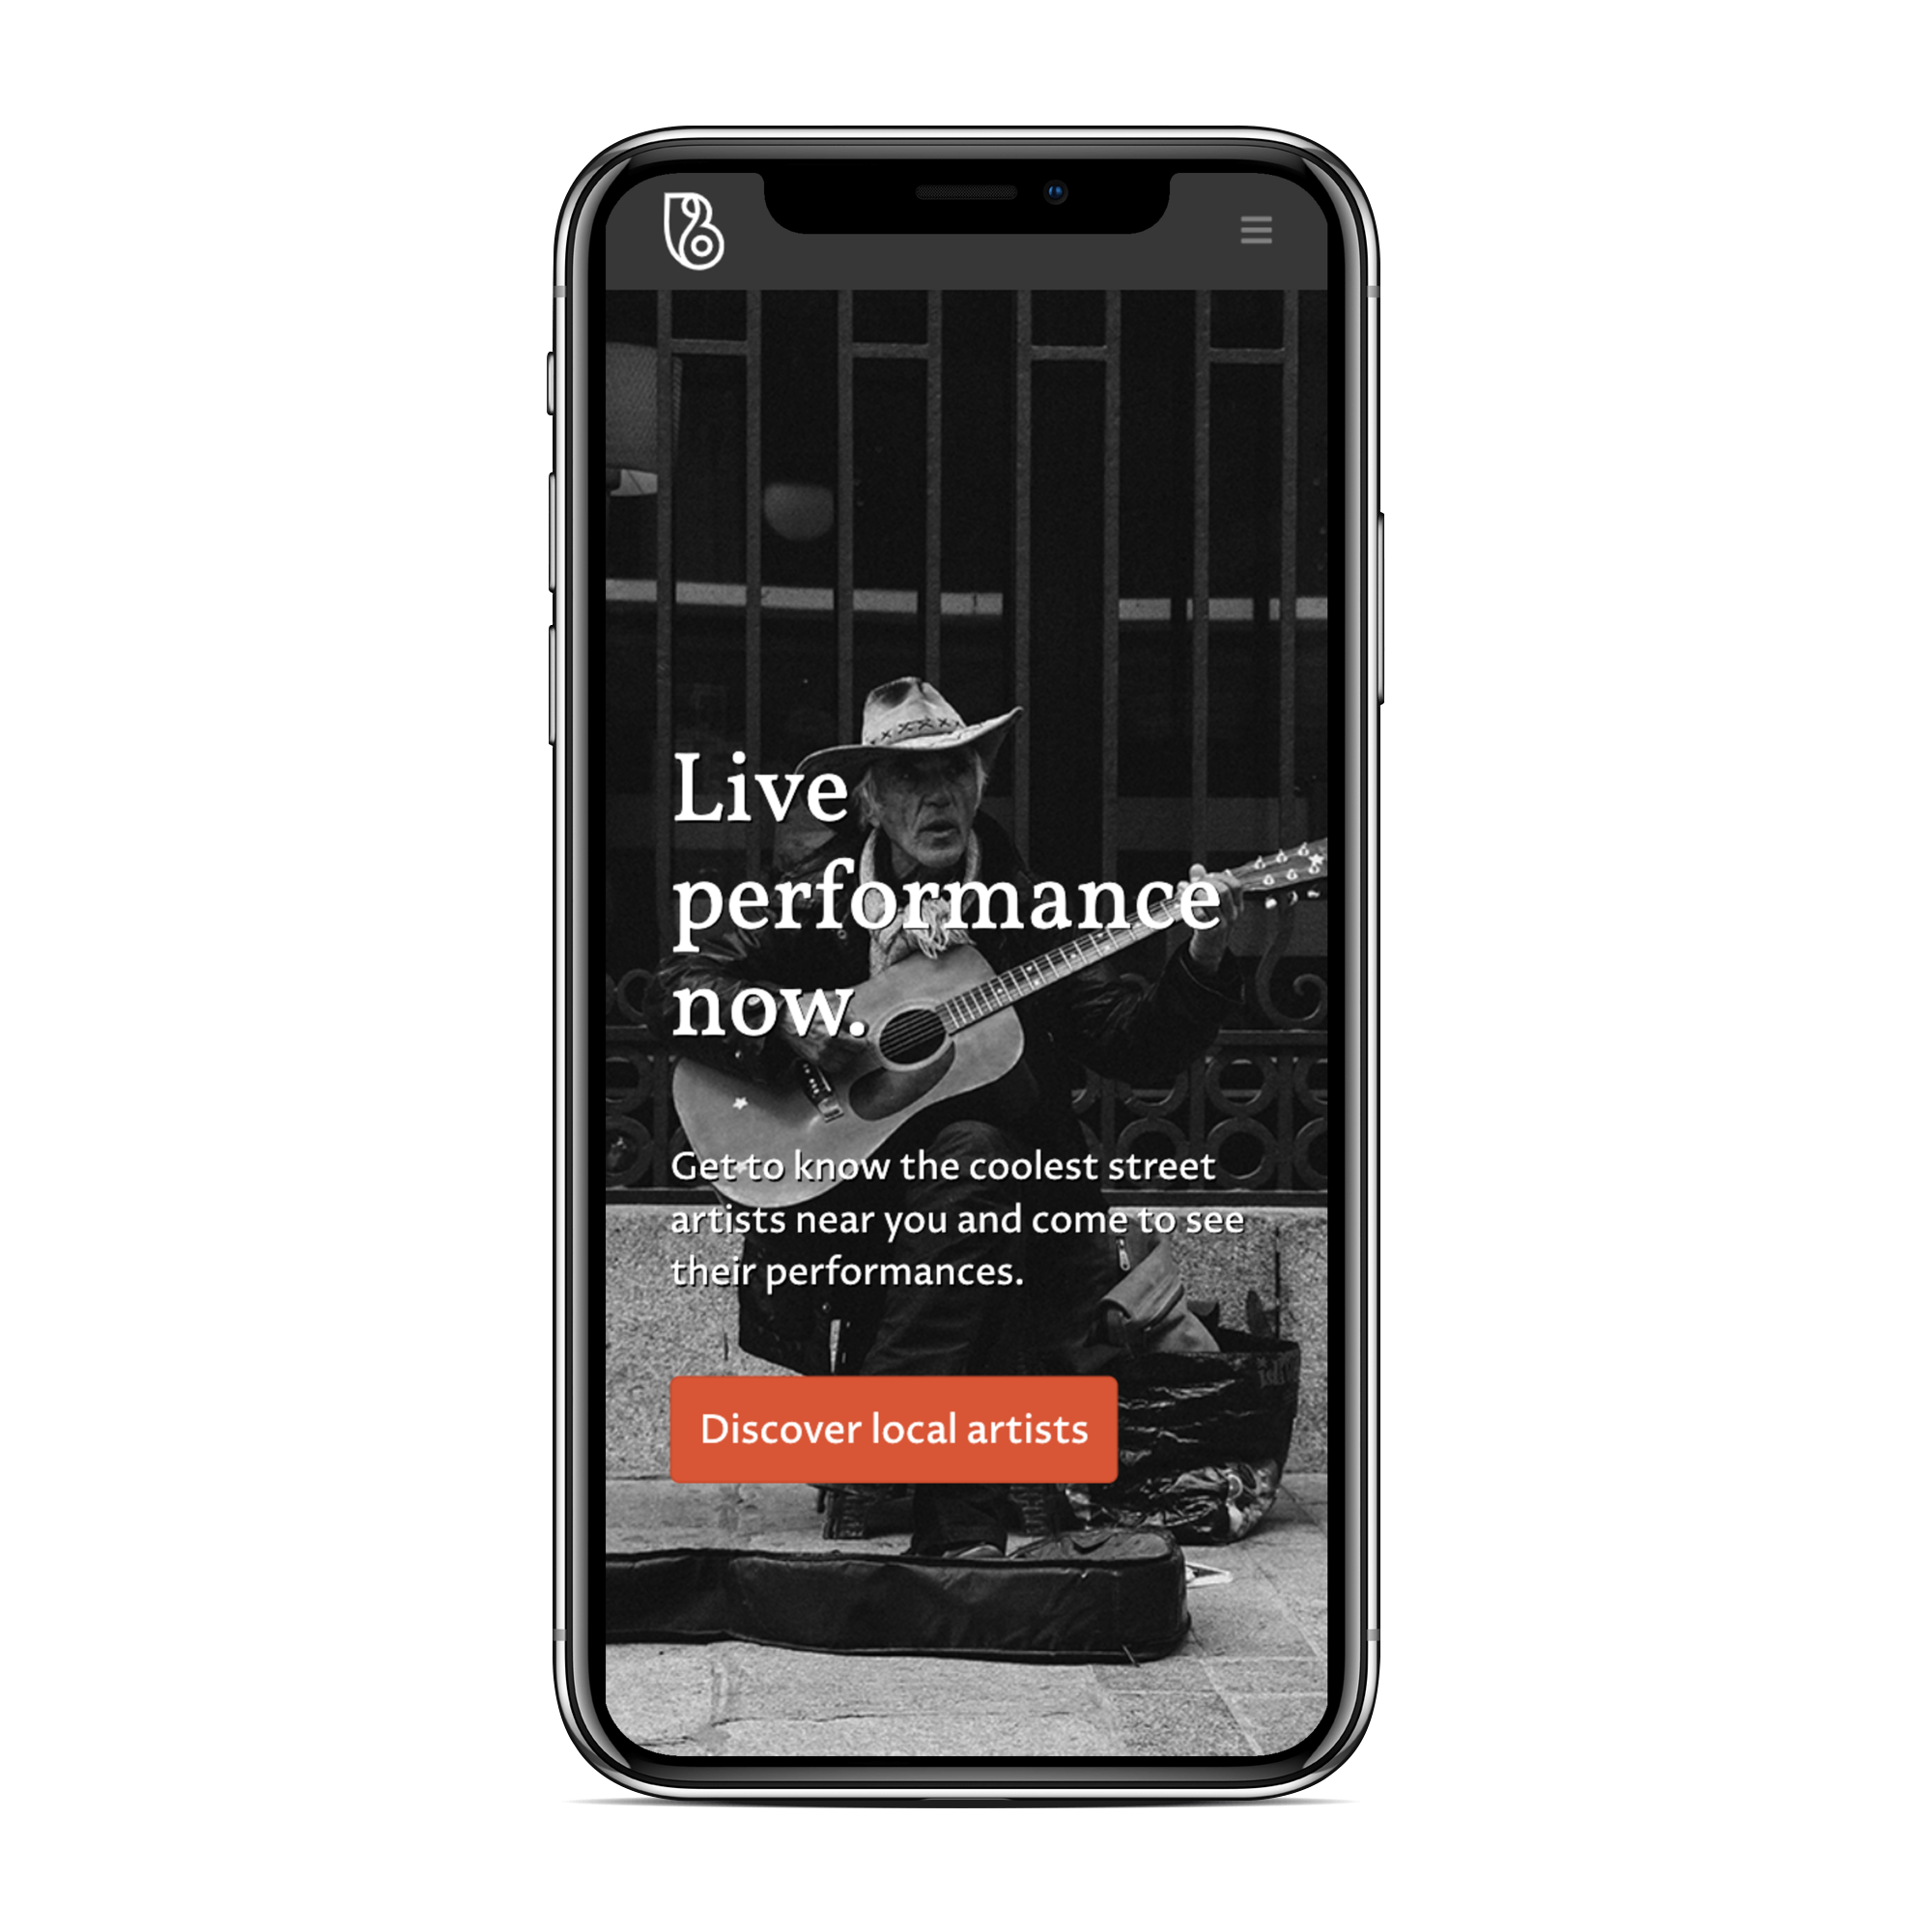 Live
performance
now.
Get to know the coolest street
artists near you and come to see
their performances.
Discover local artists